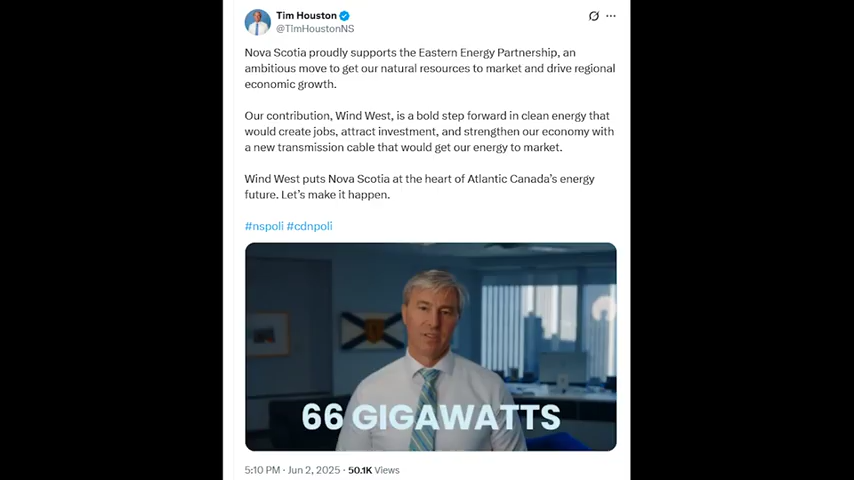 Tim Houston
@TimHoustonNS
Nova Scotia proudly supports the Eastern Energy Partnership, an
ambitious move to get our natural resources to market and drive regional
economic growth.
Our contribution, Wind West, is a bold step forward in clean energy that
would create jobs, attract investment, and strengthen our economy with
a new transmission cable that would get our energy to market.
Wind West puts Nova Scotia at the heart of Atlantic Canada's energy
future. Let's make it happen.
#nspoli #cdnpoli
66 GIGAWATTS
5:10 PM · Jun 2, 2025 · 50.1K Views